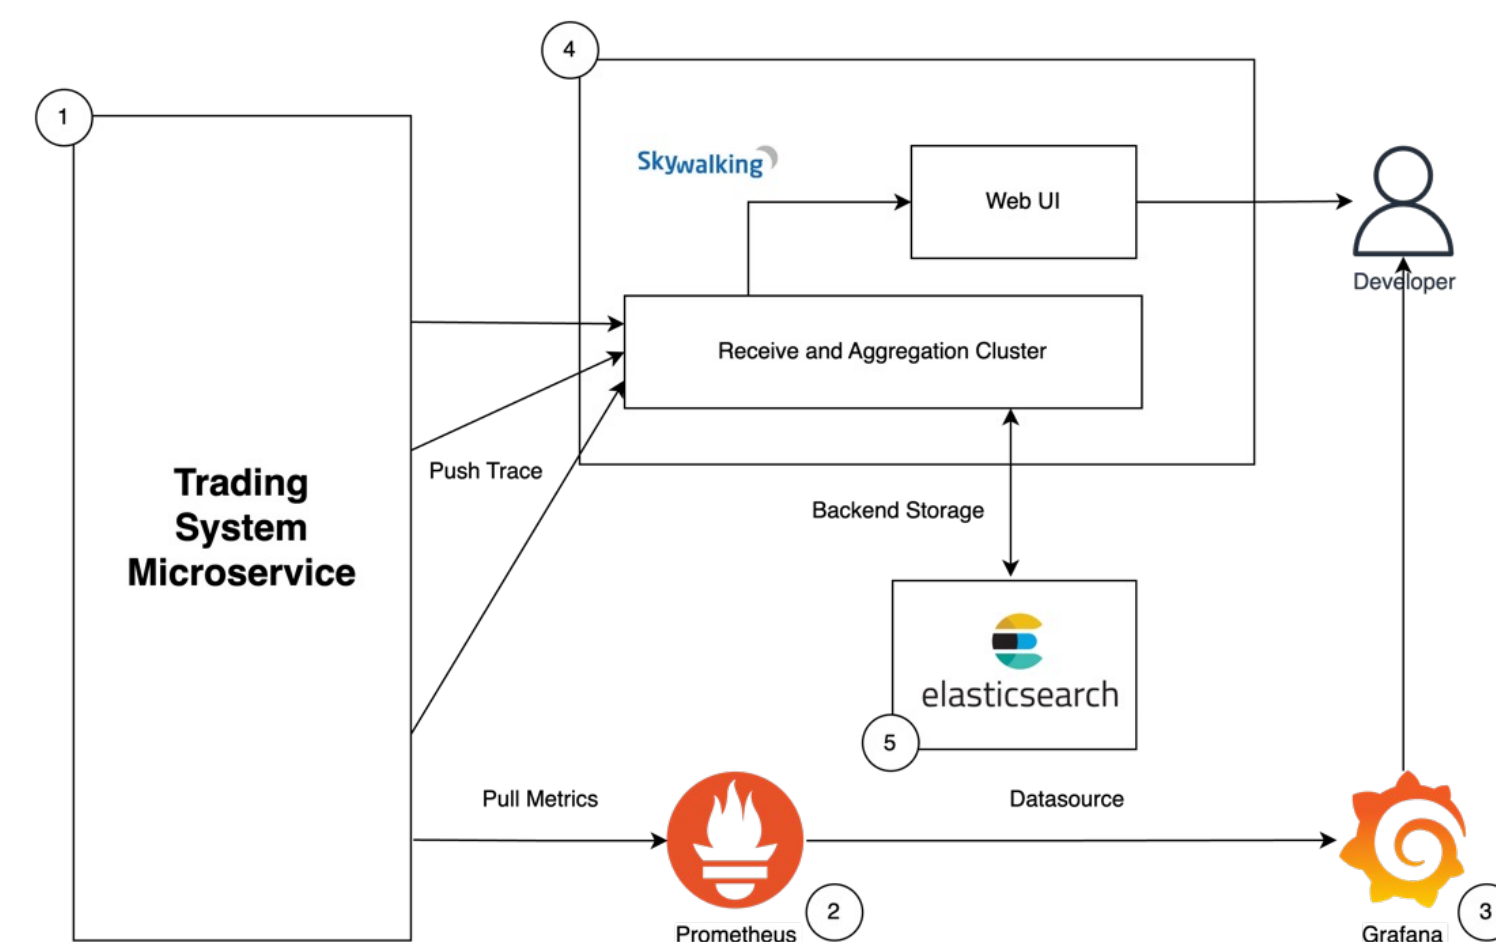 4
1
Skywalking
Web UI
Developer
Receive and Aggregation Cluster
Push Trace
Trading
System
Microservice
Backend Storage
elasticsearch
5
Pull Metrics
Datasource
2
3
Prometheus
Grafana